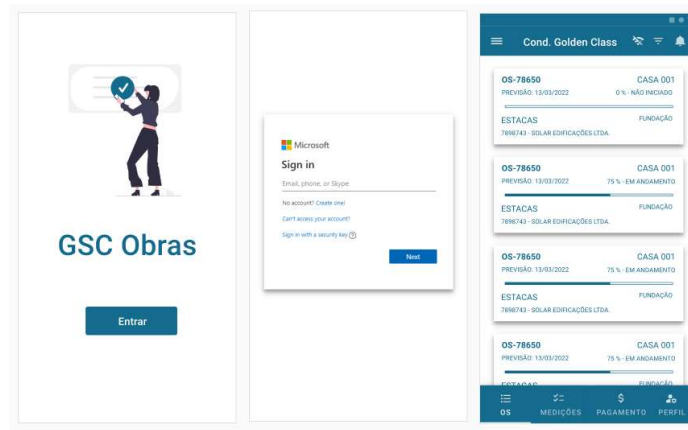 GSC Obras
Entrar
Microsoft
Sign in
Email, phone, or Skype
No account? Create one!
Can't access your account?
Sign in with a security key
Next
Cond. Golden Class
OS-78650 CASA 001
PREVISÃO: 13/03/2022 0 % - NÃO INICIADO
ESTACAS FUNDAÇÃO
7898743 - SOLAR EDIFICAÇÕES LTDA.
OS-78650 CASA 001
PREVISÃO: 13/03/2022 75 % - EM ANDAMENTO
ESTACAS FUNDAÇÃO
7898743 - SOLAR EDIFICAÇÕES LTDA.
OS-78650 CASA 001
PREVISÃO: 13/03/2022 75 % - EM ANDAMENTO
ESTACAS FUNDAÇÃO
7898743 - SOLAR EDIFICAÇÕES LTDA.
OS-78650 CASA 001
PREVISÃO: 13/03/2022 75 % - EM ANDAMENTO
ESTACAS FUNDAÇÃO
OS MEDIÇÕES PAGAMENTO PERFIL